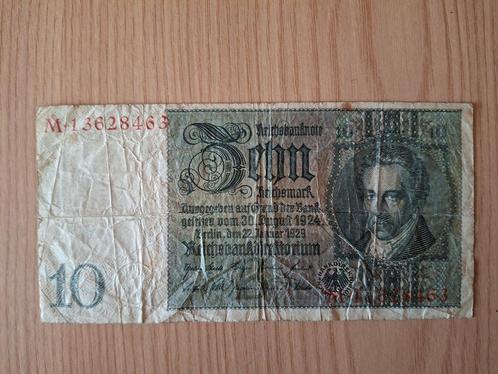 M·13628463
Reichsbanknote
10 10
Zehn
Reichsmark
Ausgegeben auf Grund des Bank-
gesetzes vom 30. August 1924
Berlin, den 22. Januar 1929
Reichsbankdirektorium
10
M·13628463